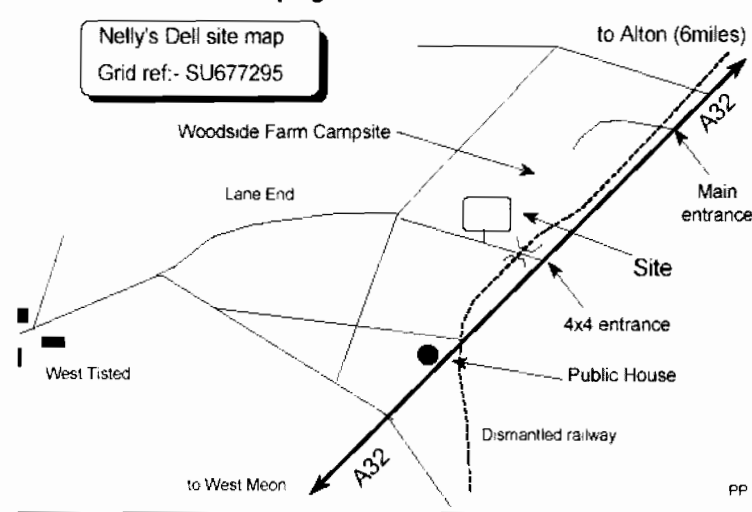 Nelly's Dell site map
Grid ref:- SU677295
to Alton (6miles)
A32
Woodside Farm Campsite
Main
entrance
Lane End
Site
4x4 entrance
West Tisted
Public House
Dismantled railway
A32
to West Meon
PP